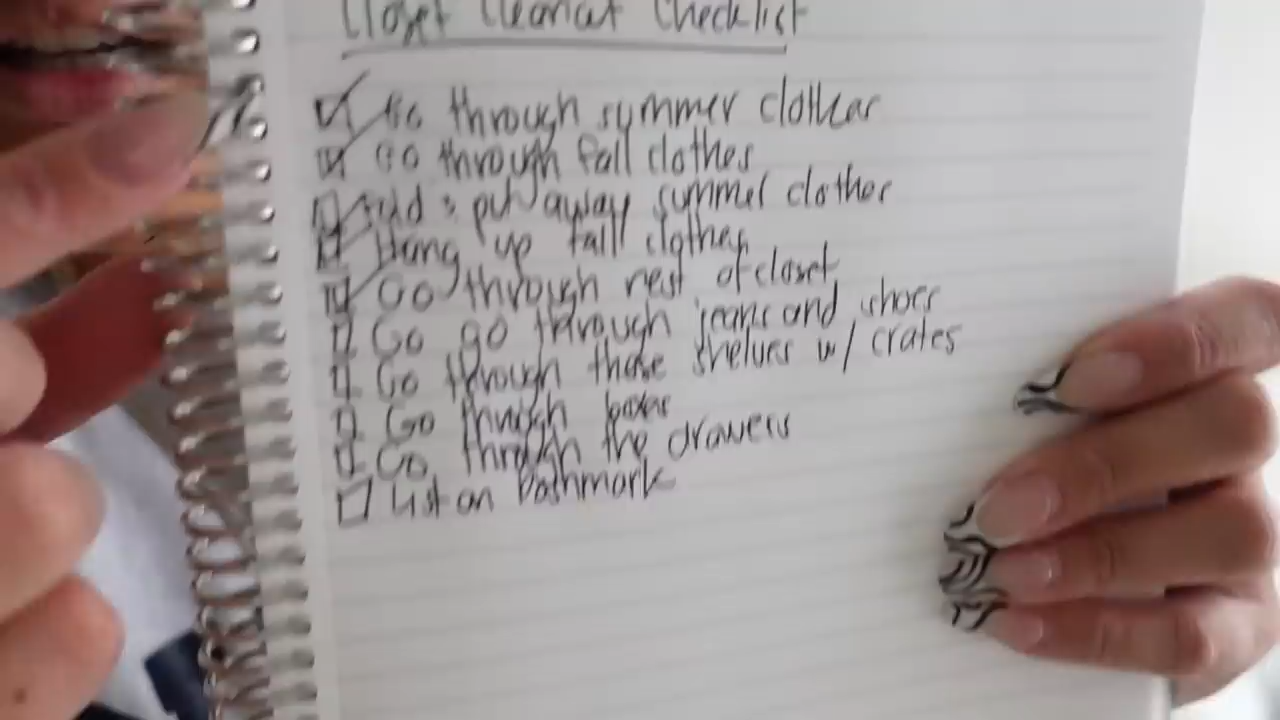 Closet Cleanout Checklist
Go through summer clothes
Go through fall clothes
Fold & put away summer clothes
Hang up fall clothes
Go through rest of closet
Go go through jeans and shoes
Go through those shelves w/ crates
Go through boxes
Go through the drawers
List on Poshmark